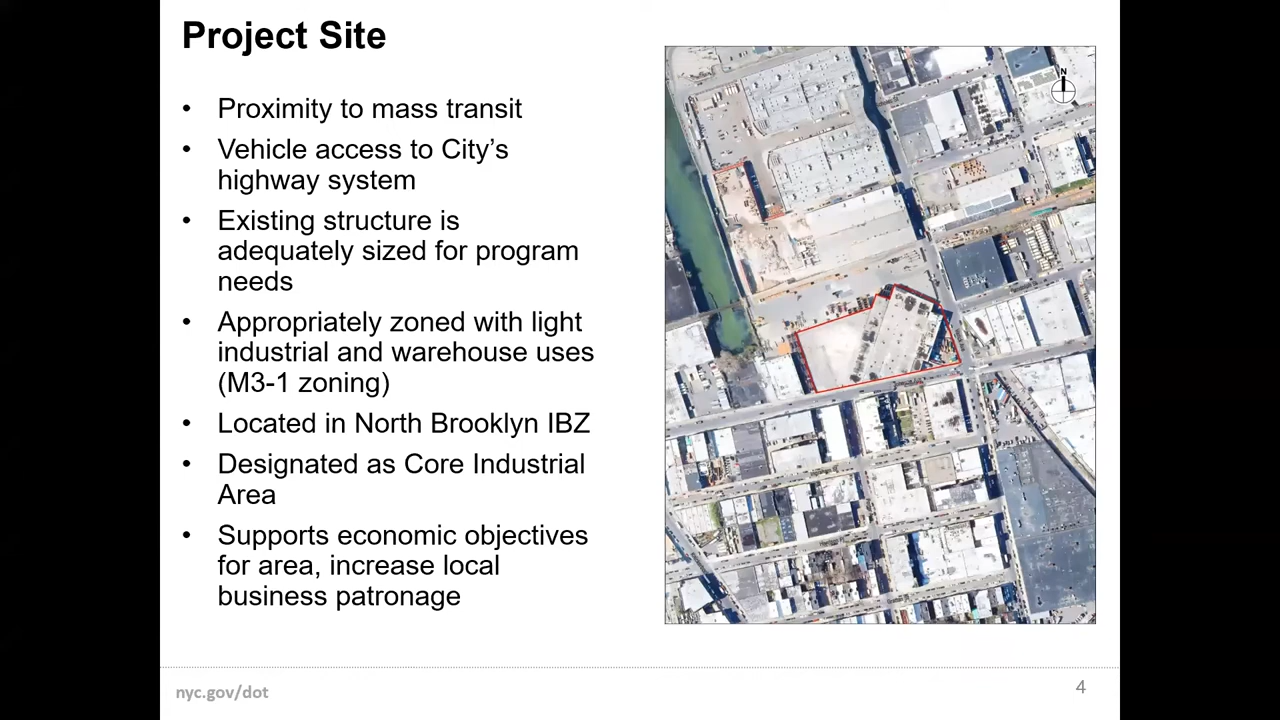 Project Site
• Proximity to mass transit
• Vehicle access to City's
highway system
• Existing structure is
adequately sized for program
needs
• Appropriately zoned with light
industrial and warehouse uses
(M3-1 zoning)
• Located in North Brooklyn IBZ
• Designated as Core Industrial
Area
• Supports economic objectives
for area, increase local
business patronage
N
nyc.gov/dot
4